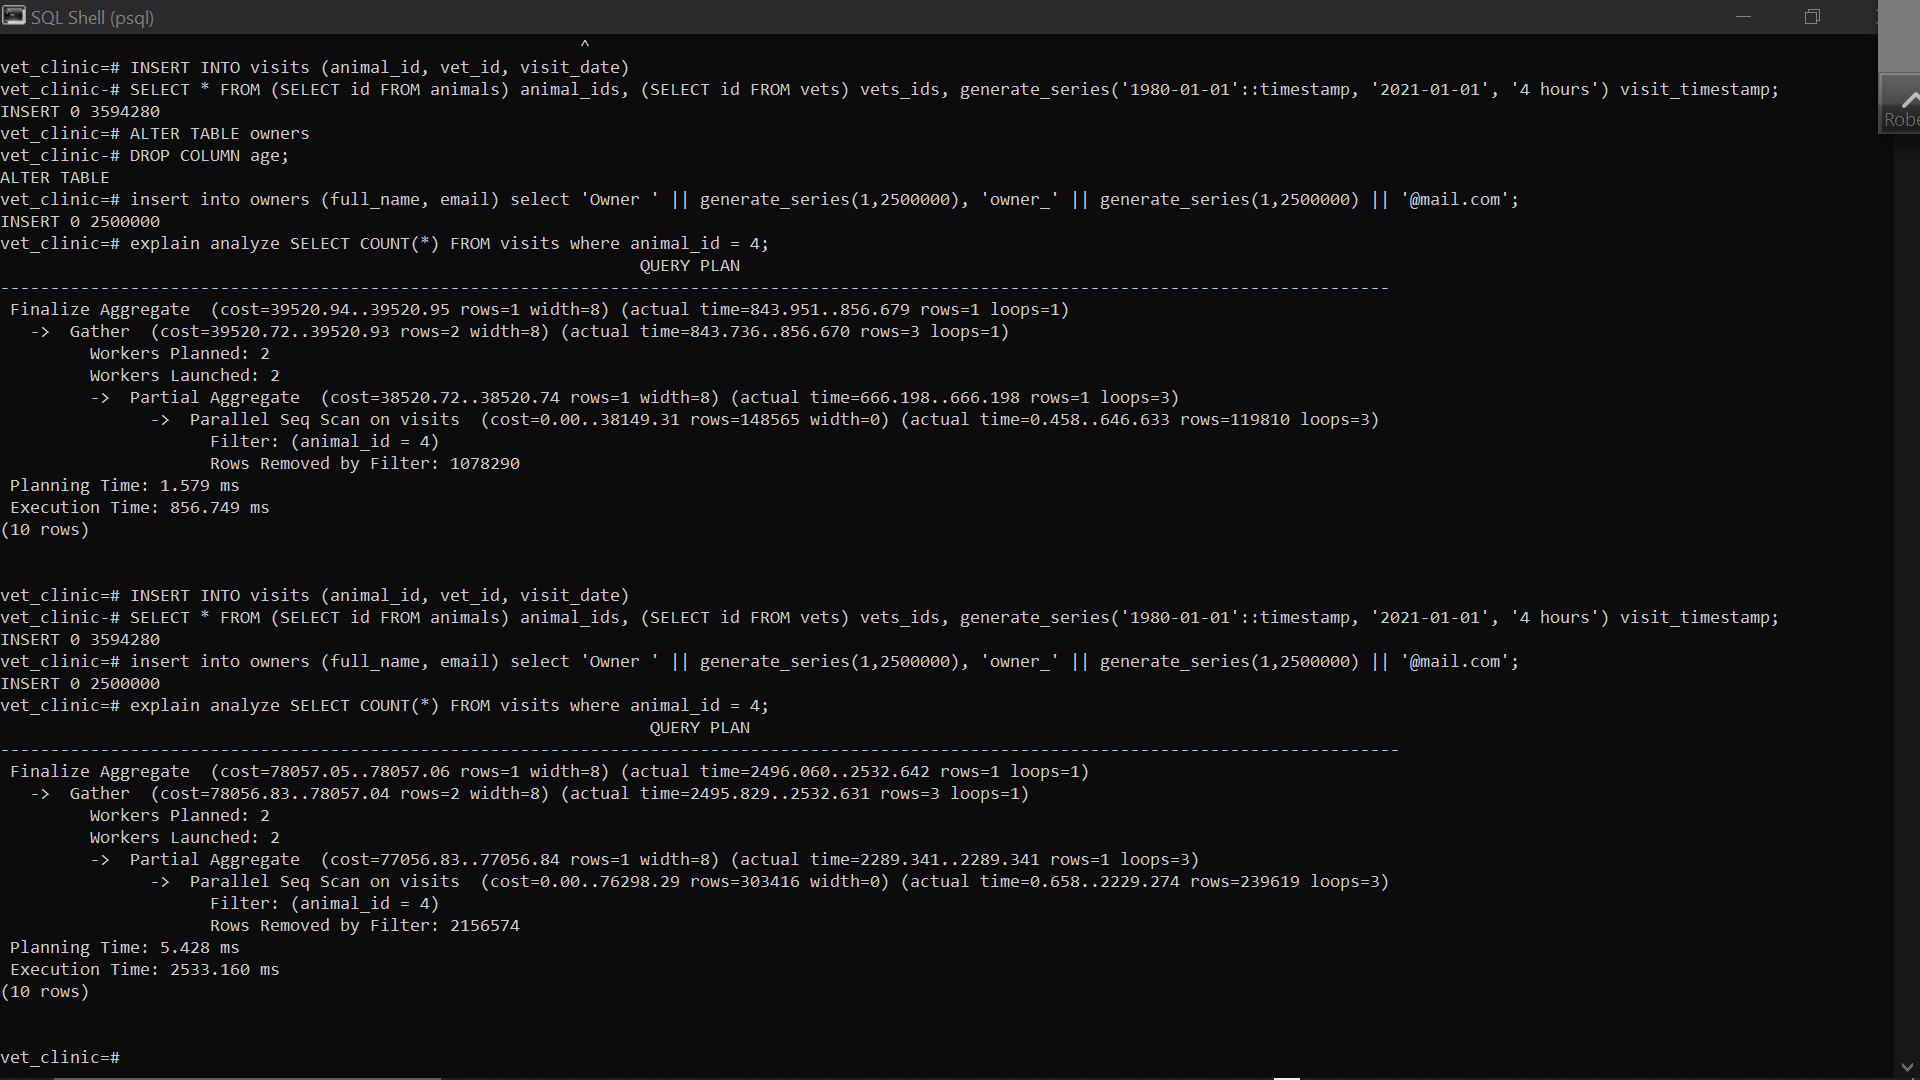 SQL Shell (psql)
^
vet_clinic=# INSERT INTO visits (animal_id, vet_id, visit_date)
vet_clinic-# SELECT * FROM (SELECT id FROM animals) animal_ids, (SELECT id FROM vets) vets_ids, generate_series('1980-01-01'::timestamp, '2021-01-01', '4 hours') visit_timestamp;
INSERT 0 3594280
vet_clinic=# ALTER TABLE owners
vet_clinic-# DROP COLUMN age;
ALTER TABLE
vet_clinic=# insert into owners (full_name, email) select 'Owner ' || generate_series(1,2500000), 'owner_' || generate_series(1,2500000) || '@mail.com';
INSERT 0 2500000
vet_clinic=# explain analyze SELECT COUNT(*) FROM visits where animal_id = 4;
QUERY PLAN
-------------------------------------------------------------------------------------------------------------------------------------------
Finalize Aggregate  (cost=39520.94..39520.95 rows=1 width=8) (actual time=843.951..856.679 rows=1 loops=1)
->  Gather  (cost=39520.72..39520.93 rows=2 width=8) (actual time=843.736..856.670 rows=3 loops=1)
Workers Planned: 2
Workers Launched: 2
->  Partial Aggregate  (cost=38520.72..38520.74 rows=1 width=8) (actual time=666.198..666.198 rows=1 loops=3)
->  Parallel Seq Scan on visits  (cost=0.00..38149.31 rows=148565 width=0) (actual time=0.458..646.633 rows=119810 loops=3)
Filter: (animal_id = 4)
Rows Removed by Filter: 1078290
Planning Time: 1.579 ms
Execution Time: 856.749 ms
(10 rows)
vet_clinic=# INSERT INTO visits (animal_id, vet_id, visit_date)
vet_clinic-# SELECT * FROM (SELECT id FROM animals) animal_ids, (SELECT id FROM vets) vets_ids, generate_series('1980-01-01'::timestamp, '2021-01-01', '4 hours') visit_timestamp;
INSERT 0 3594280
vet_clinic=# insert into owners (full_name, email) select 'Owner ' || generate_series(1,2500000), 'owner_' || generate_series(1,2500000) || '@mail.com';
INSERT 0 2500000
vet_clinic=# explain analyze SELECT COUNT(*) FROM visits where animal_id = 4;
QUERY PLAN
--------------------------------------------------------------------------------------------------------------------------------------------
Finalize Aggregate  (cost=78057.05..78057.06 rows=1 width=8) (actual time=2496.060..2532.642 rows=1 loops=1)
->  Gather  (cost=78056.83..78057.04 rows=2 width=8) (actual time=2495.829..2532.631 rows=3 loops=1)
Workers Planned: 2
Workers Launched: 2
->  Partial Aggregate  (cost=77056.83..77056.84 rows=1 width=8) (actual time=2289.341..2289.341 rows=1 loops=3)
->  Parallel Seq Scan on visits  (cost=0.00..76298.29 rows=303416 width=0) (actual time=0.658..2229.274 rows=239619 loops=3)
Filter: (animal_id = 4)
Rows Removed by Filter: 2156574
Planning Time: 5.428 ms
Execution Time: 2533.160 ms
(10 rows)
vet_clinic=#